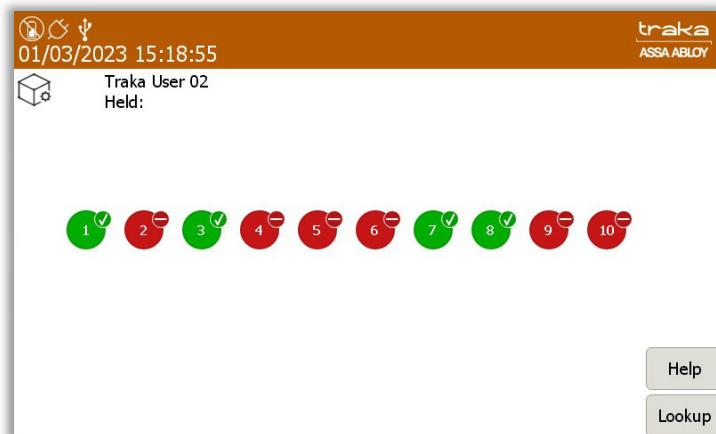 traka
01/03/2023 15:18:55
ASSA ABLOY
Traka User 02
Held:
1 2 3 4 5 6 7 8 9 10
Help
Lookup